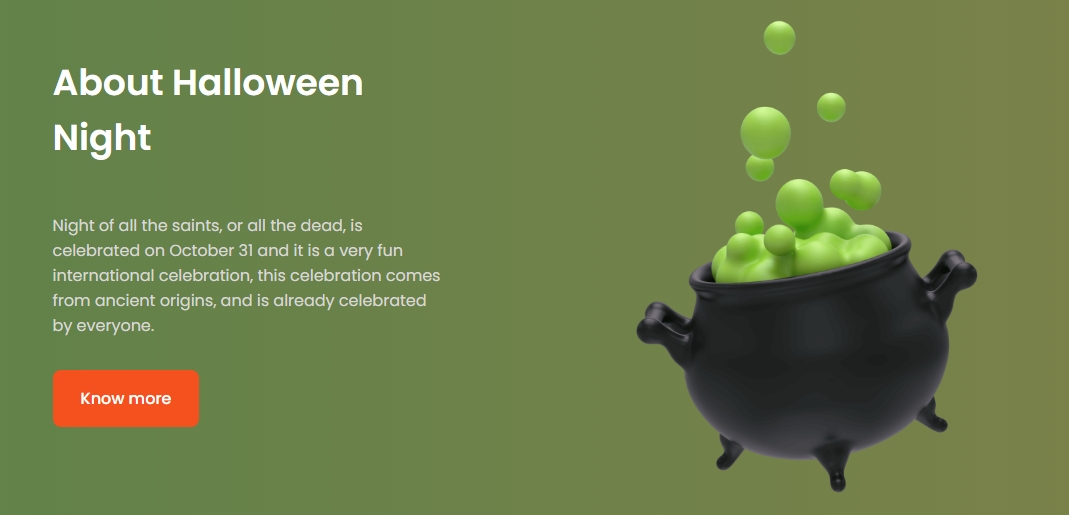 About Halloween
Night
Night of all the saints, or all the dead, is
celebrated on October 31 and it is a very fun
international celebration, this celebration comes
from ancient origins, and is already celebrated
by everyone.
Know more